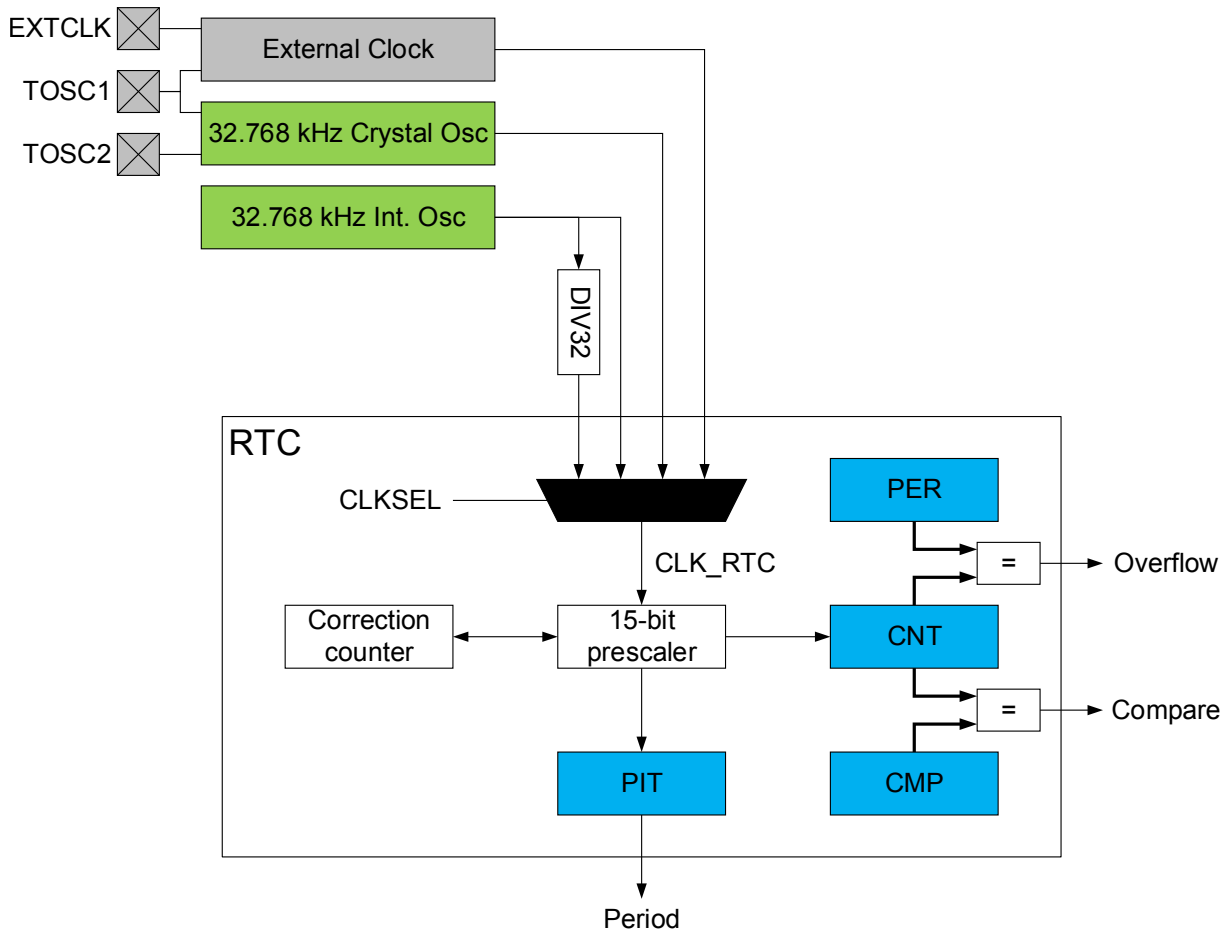 EXTCLK
External Clock
TOSC1
32.768 kHz Crystal Osc
TOSC2
32.768 kHz Int. Osc
DIV32
RTC
CLKSEL
PER
CLK_RTC
=
Overflow
Correction
counter
15-bit
prescaler
CNT
=
Compare
PIT
CMP
Period